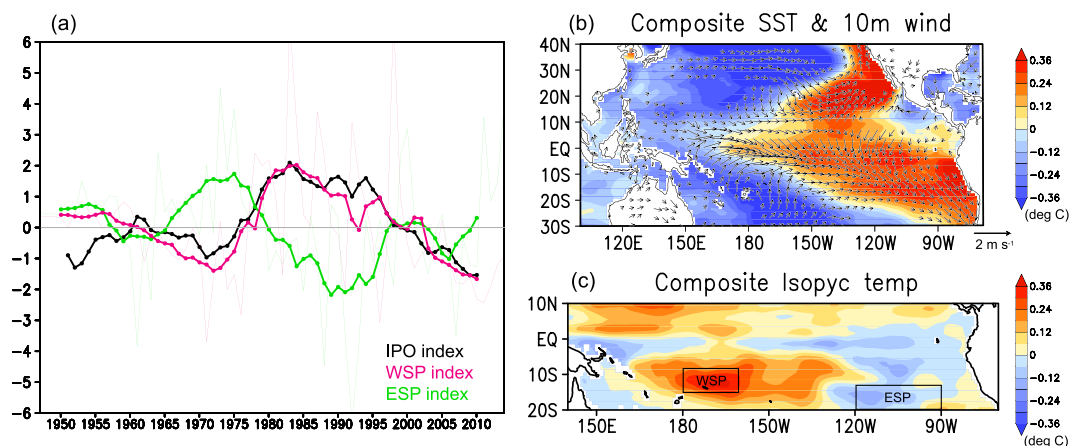 (a)
6
5
4
3
2
1
0
-1
-2
-3
-4
-5
-6
IPO index
WSP index
ESP index
1950 1955 1960 1965 1970 1975 1980 1985 1990 1995 2000 2005 2010
(b) Composite SST & 10m wind
40N
30N
20N
10N
EQ
10S
20S
30S
120E 150E 180E 150W 120W 90W
2 m s-1
0.36
0.24
0.12
0
-0.12
-0.24
-0.36
(deg C)
(c) Composite Isopyc temp
10N
EQ
10S
20S
WSP
ESP
150E 180E 150W 120W 90W
0.36
0.24
0.12
0
-0.12
-0.24
-0.36
(deg C)